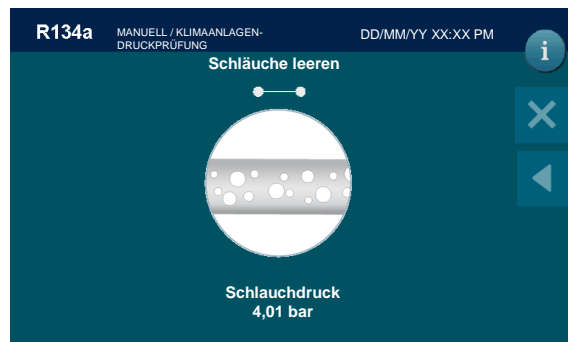 R134a
MANUELL / KLIMAANLAGEN-
DRUCKPRÜFUNG
DD/MM/YY XX:XX PM
i
Schläuche leeren
Schlauchdruck
4,01 bar